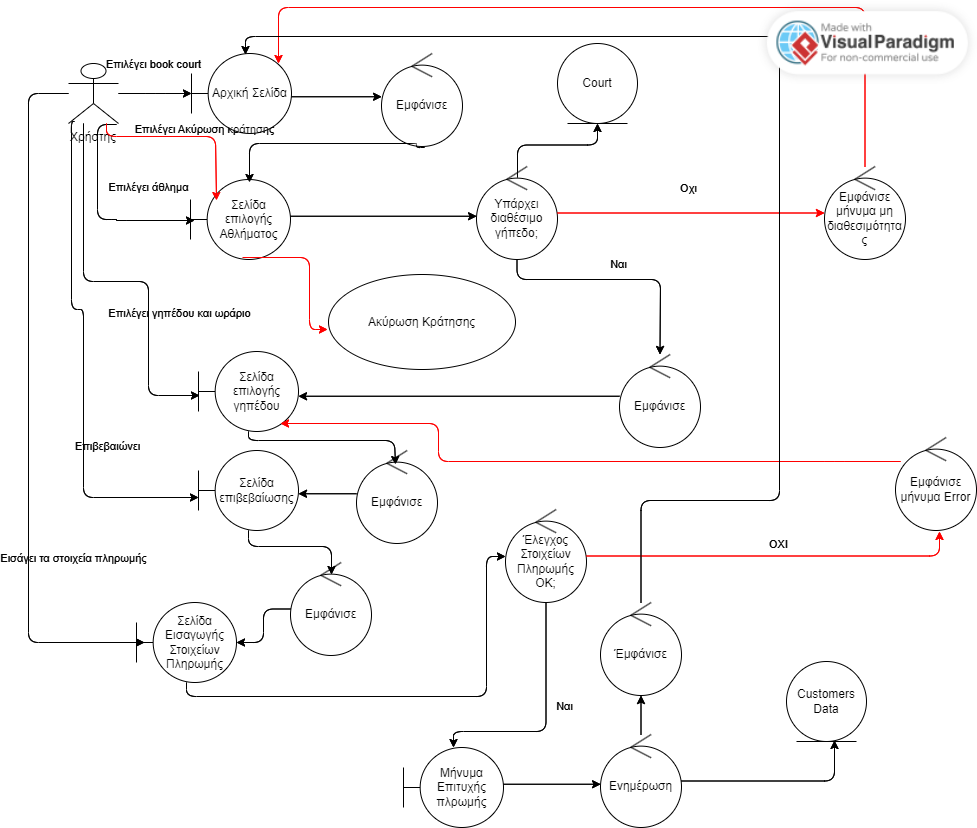 Made with
Visual Paradigm
For non-commercial use
Επιλέγει book court
Αρχική Σελίδα
Εμφάνισε
Court
Χρήστης
Επιλέγει Ακύρωση κράτησης
Επιλέγει άθλημα
Σελίδα
επιλογής
Αθλήματος
Υπάρχει
διαθέσιμο
γήπεδο;
Οχι
Εμφάνισε
μήνυμα μη
διαθεσιμότητα
ς
Ναι
Επιλέγει γηπέδου και ωράριο
Ακύρωση Κράτησης
Σελίδα
επιλογής
γηπέδου
Εμφάνισε
Επιβεβαιώνει
Σελίδα
επιβεβαίωσης
Εμφάνισε
Εμφάνισε
μήνυμα Error
Εισάγει τα στοιχεία πληρωμής
Έλεγχος
Στοιχείων
Πληρωμής
OK;
ΟΧΙ
Εμφάνισε
Σελίδα
Εισαγωγής
Στοιχείων
Πληρωμής
Έμφάνισε
Ναι
Customers
Data
Μήνυμα
Επιτυχής
πλρωμής
Ενημέρωση